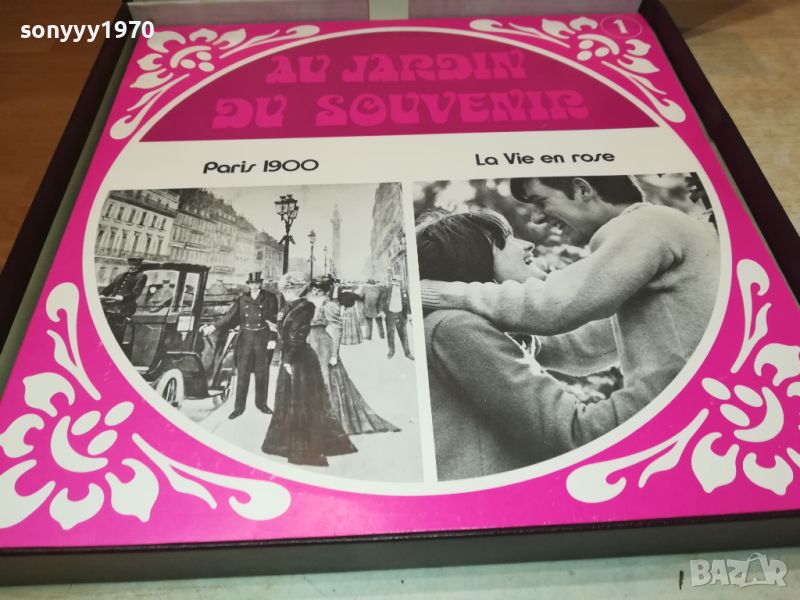 sonyyy1970
1
AU JARDIN
DU SOUVENIR
Paris 1900
La Vie en rose
BAZAR